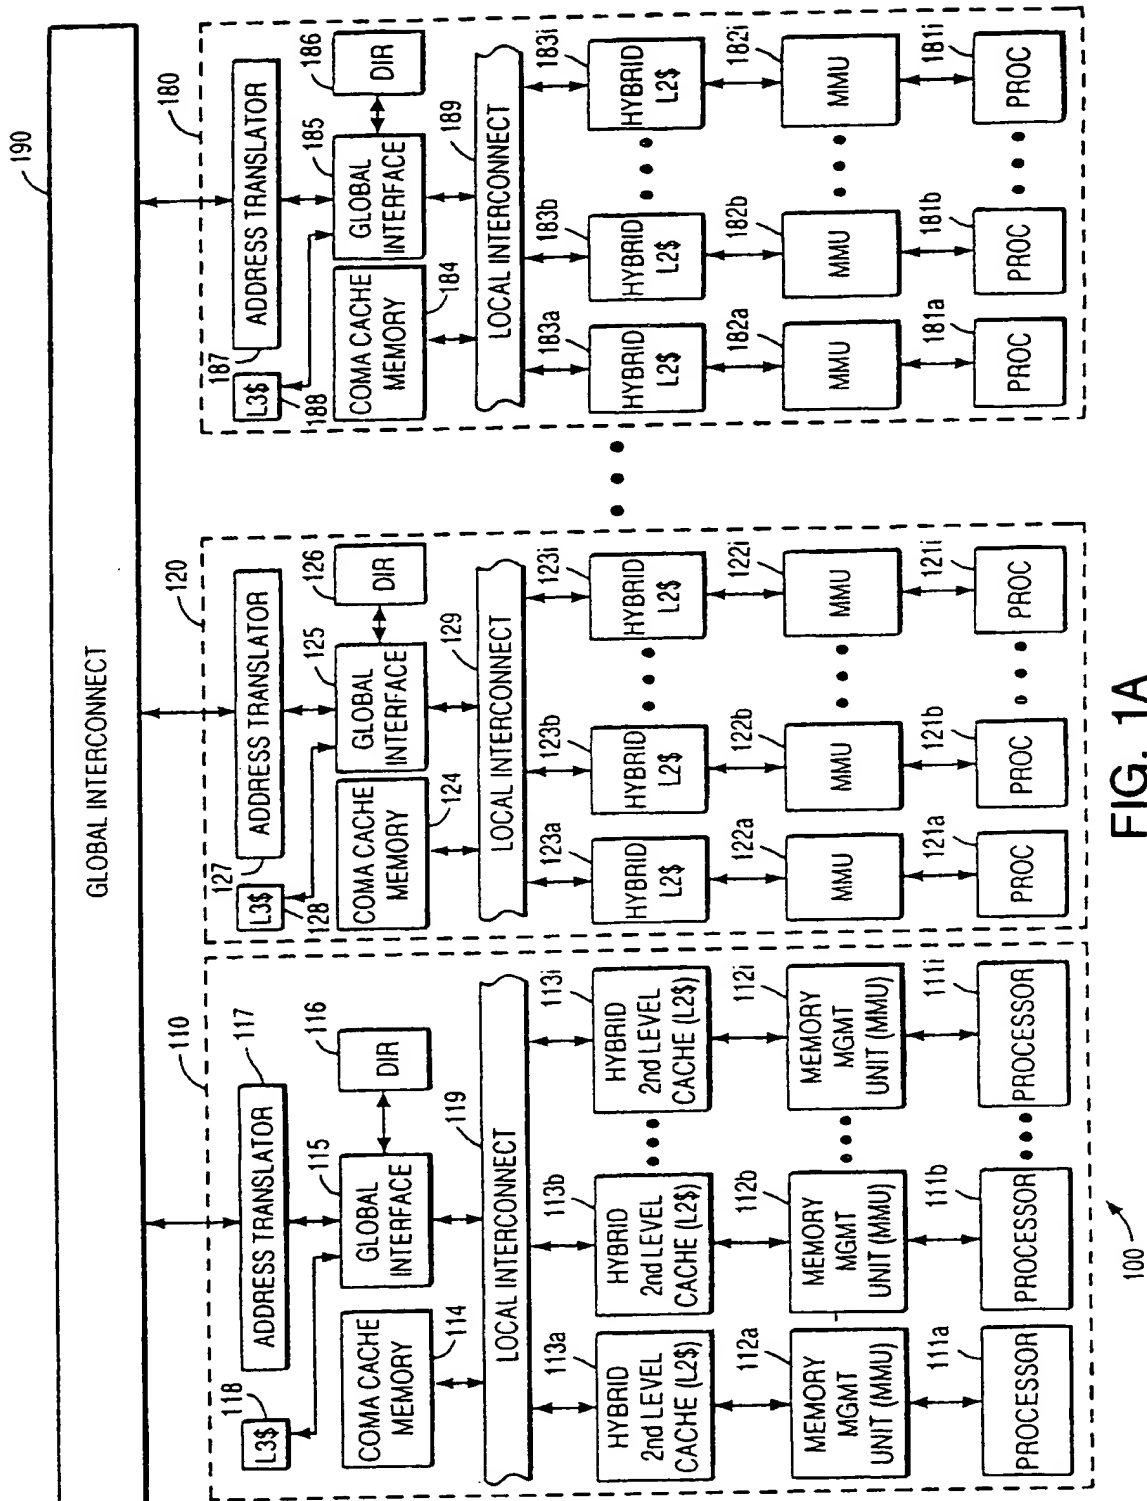 190
GLOBAL INTERCONNECT
110
117
118
L3$
ADDRESS TRANSLATOR
115
116
COMA CACHE
MEMORY
GLOBAL
INTERFACE
DIR
114
119
LOCAL INTERCONNECT
113a
113b
113i
HYBRID
2nd LEVEL
CACHE (L2$)
HYBRID
2nd LEVEL
CACHE (L2$)
HYBRID
2nd LEVEL
CACHE (L2$)
112a
112b
112i
MEMORY
MGMT
UNIT (MMU)
MEMORY
MGMT
UNIT (MMU)
MEMORY
MGMT
UNIT (MMU)
111a
111b
111i
PROCESSOR
PROCESSOR
PROCESSOR
120
127
L3$
128
ADDRESS TRANSLATOR
125
126
COMA CACHE
MEMORY
GLOBAL
INTERFACE
DIR
124
129
LOCAL INTERCONNECT
123a
123b
123i
HYBRID
L2$
HYBRID
L2$
HYBRID
L2$
122a
122b
122i
MMU
MMU
MMU
121a
121b
121i
PROC
PROC
PROC
180
187
L3$
188
ADDRESS TRANSLATOR
185
186
COMA CACHE
MEMORY
GLOBAL
INTERFACE
DIR
184
189
LOCAL INTERCONNECT
183a
183b
183i
HYBRID
L2$
HYBRID
L2$
HYBRID
L2$
182a
182b
182i
MMU
MMU
MMU
181a
181b
181i
PROC
PROC
PROC
100
FIG. 1A